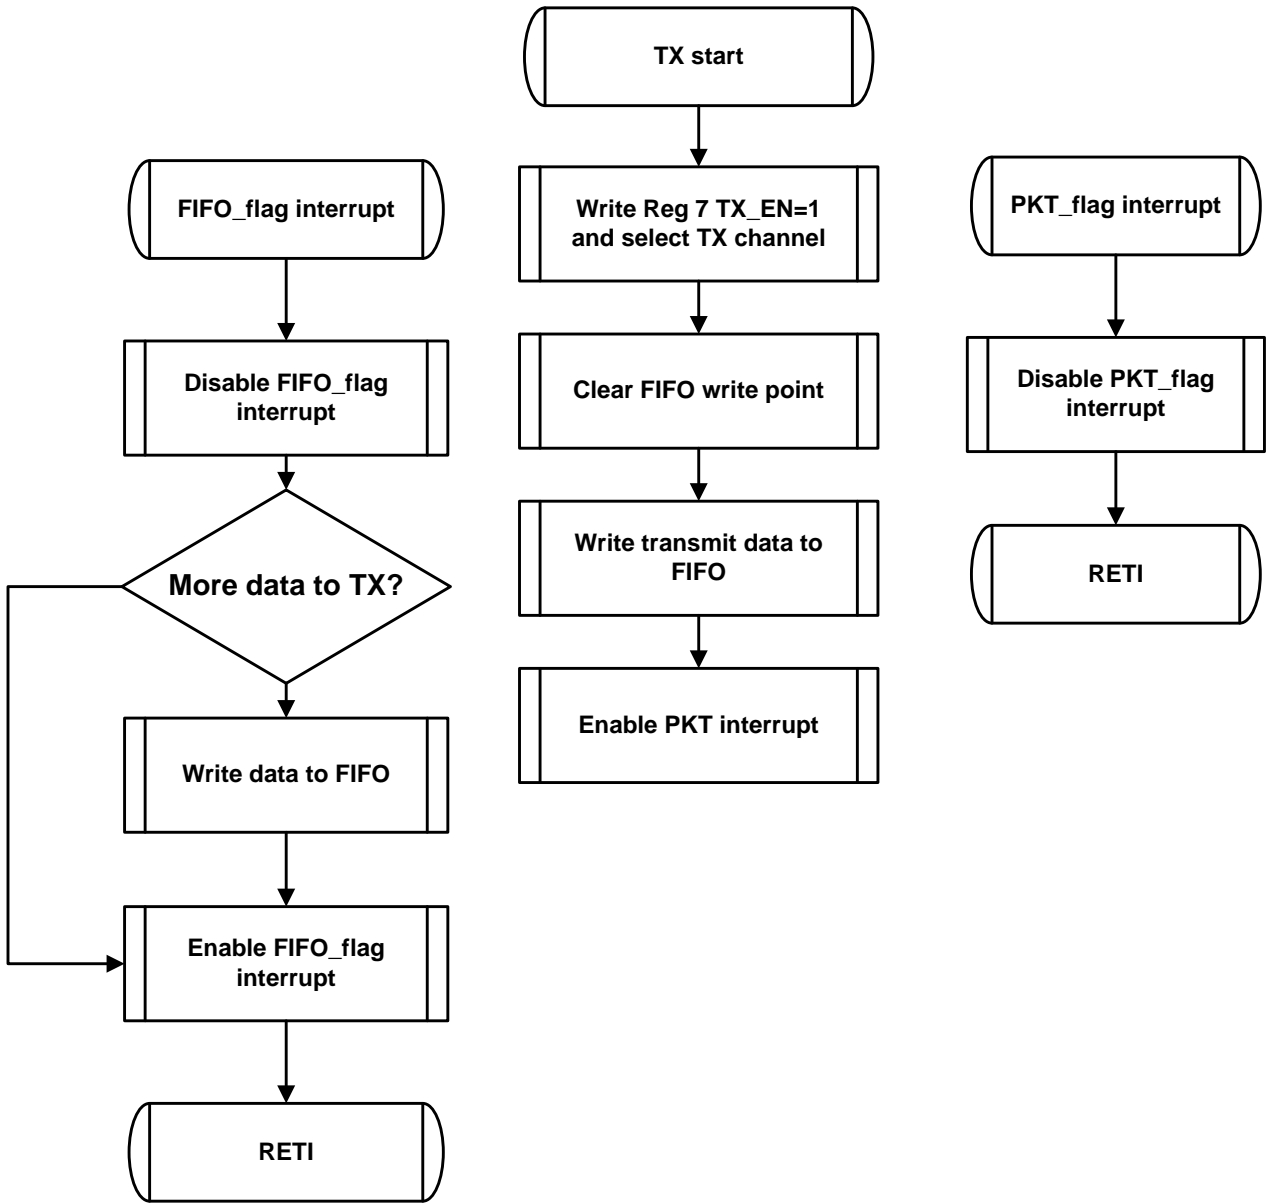 TX start
Write Reg 7 TX_EN=1
and select TX channel
Clear FIFO write point
Write transmit data to
FIFO
Enable PKT interrupt
FIFO_flag interrupt
Disable FIFO_flag
interrupt
More data to TX?
Write data to FIFO
Enable FIFO_flag
interrupt
RETI
PKT_flag interrupt
Disable PKT_flag
interrupt
RETI